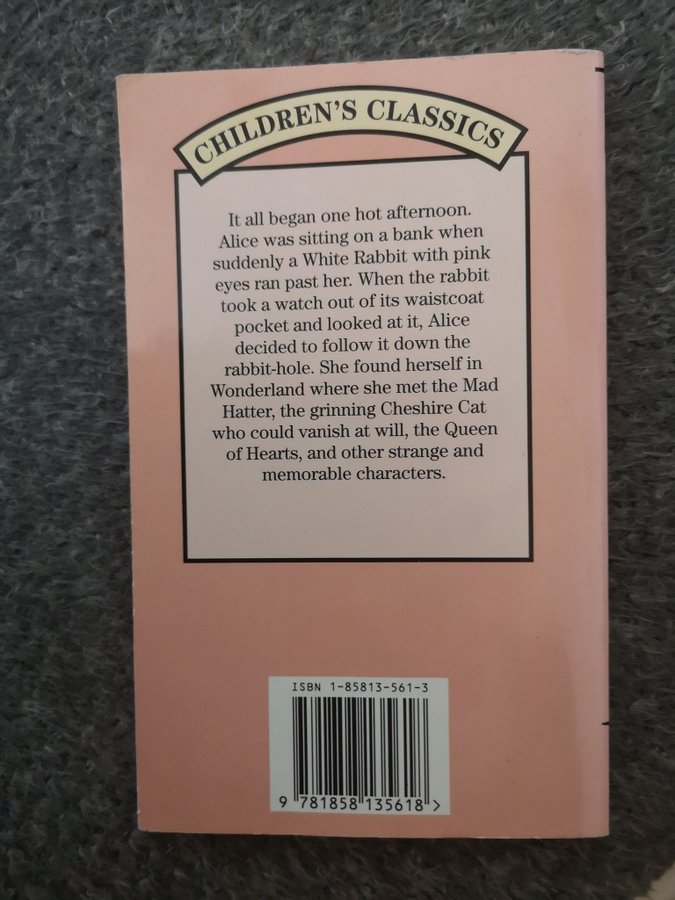 CHILDREN'S CLASSICS
It all began one hot afternoon.
Alice was sitting on a bank when
suddenly a White Rabbit with pink
eyes ran past her. When the rabbit
took a watch out of its waistcoat
pocket and looked at it, Alice
decided to follow it down the
rabbit-hole. She found herself in
Wonderland where she met the Mad
Hatter, the grinning Cheshire Cat
who could vanish at will, the Queen
of Hearts, and other strange and
memorable characters.
ISBN 1-85813-561-3
9 781858 135618 >